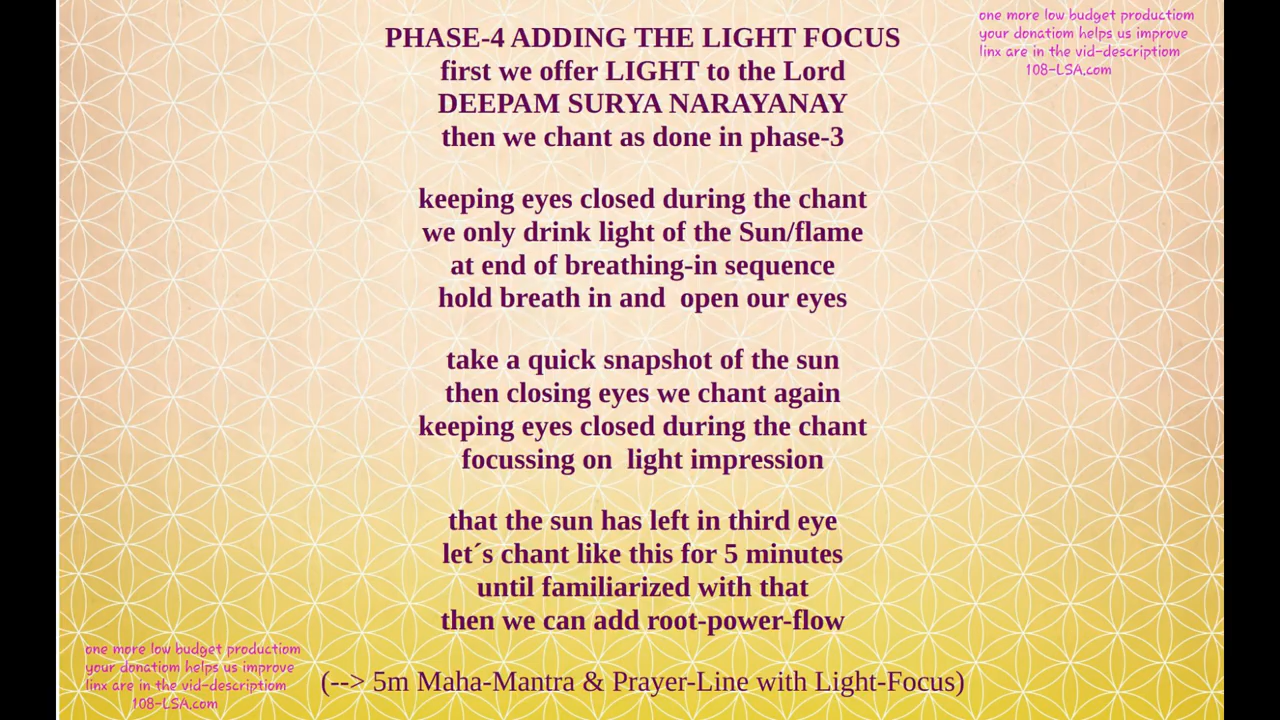 PHASE-4 ADDING THE LIGHT FOCUS
first we offer LIGHT to the Lord
DEEPAM SURYA NARAYANAY
then we chant as done in phase-3
keeping eyes closed during the chant
we only drink light of the Sun/flame
at end of breathing-in sequence
hold breath in and  open our eyes
take a quick snapshot of the sun
then closing eyes we chant again
keeping eyes closed during the chant
focussing on  light impression
that the sun has left in third eye
let´s chant like this for 5 minutes
until familiarized with that
then we can add root-power-flow
(--> 5m Maha-Mantra & Prayer-Line with Light-Focus)
one more low budget productiom
your donatiom helps us improve
linx are in the vid-descriptiom
108-LSA.com
one more low budget productiom
your donatiom helps us improve
linx are in the vid-descriptiom
108-LSA.com